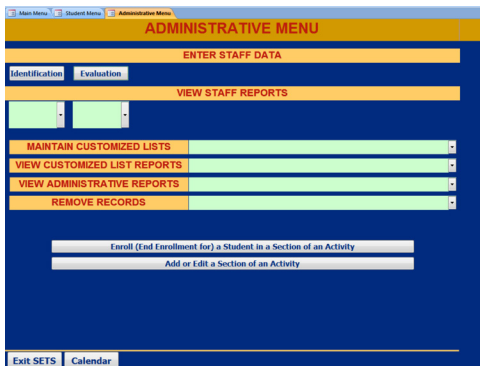 Main Menu Student Menu Administrative Menu
ADMINISTRATIVE MENU
ENTER STAFF DATA
Identification Evaluation
VIEW STAFF REPORTS
MAINTAIN CUSTOMIZED LISTS
VIEW CUSTOMIZED LIST REPORTS
VIEW ADMINISTRATIVE REPORTS
REMOVE RECORDS
Enroll (End Enrollment for) a Student in a Section of an Activity
Add or Edit a Section of an Activity
Exit SETS Calendar